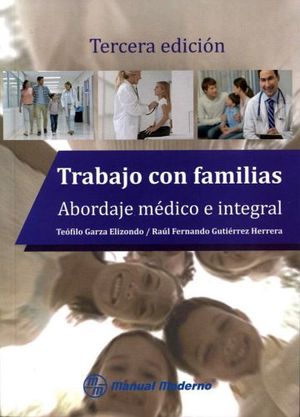 Tercera edición
Trabajo con familias
Abordaje médico e integral
Teófilo Garza Elizondo / Raúl Fernando Gutiérrez Herrera
Manual Moderno